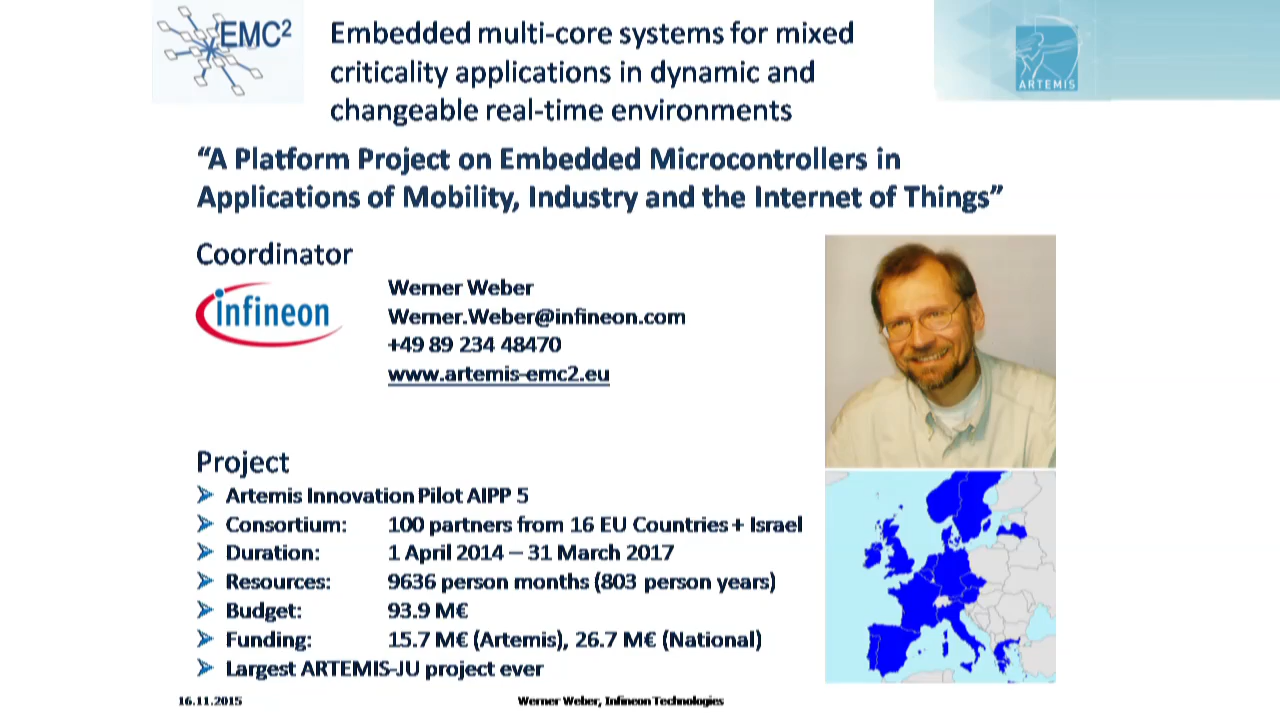 EMC²
Embedded multi-core systems for mixed
criticality applications in dynamic and
changeable real-time environments
ARTEMIS
“A Platform Project on Embedded Microcontrollers in
Applications of Mobility, Industry and the Internet of Things”
Coordinator
infineon
Werner Weber
Werner.Weber@infineon.com
+49 89 234 48470
www.artemis-emc2.eu
Project
Artemis Innovation Pilot AIPP 5
Consortium: 100 partners from 16 EU Countries + Israel
Duration: 1 April 2014 – 31 March 2017
Resources: 9636 person months (803 person years)
Budget: 93.9 M€
Funding: 15.7 M€ (Artemis), 26.7 M€ (National)
Largest ARTEMIS-JU project ever
16.11.2015 Werner Weber, Infineon Technologies